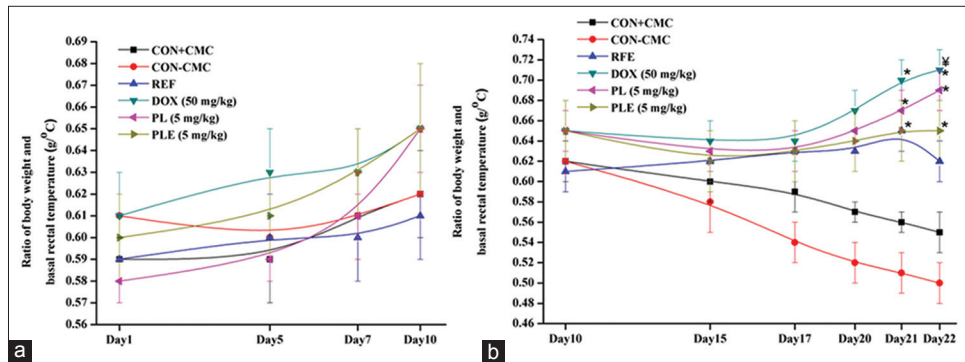 0.69
0.68
0.67
0.66
0.65
0.64
0.63
0.62
0.61
0.60
0.59
0.58
0.57
0.56
Ratio of body weight and
basal rectal temperature (g/°C)
CON+CMC
CON-CMC
REF
DOX (50 mg/kg)
PL (5 mg/kg)
PLE (5 mg/kg)
Day1
Day5
Day7
Day10
a
0.76
0.74
0.72
0.70
0.68
0.66
0.64
0.62
0.60
0.58
0.56
0.54
0.52
0.50
0.48
0.46
Ratio of body weight and
basal rectal temperature (g/°C)
CON+CMC
CON-CMC
RFE
DOX (50 mg/kg)
PL (5 mg/kg)
PLE (5 mg/kg)
* ¥
* *
* *
* *
Day10
Day15
Day17
Day20
Day21
Day22
b